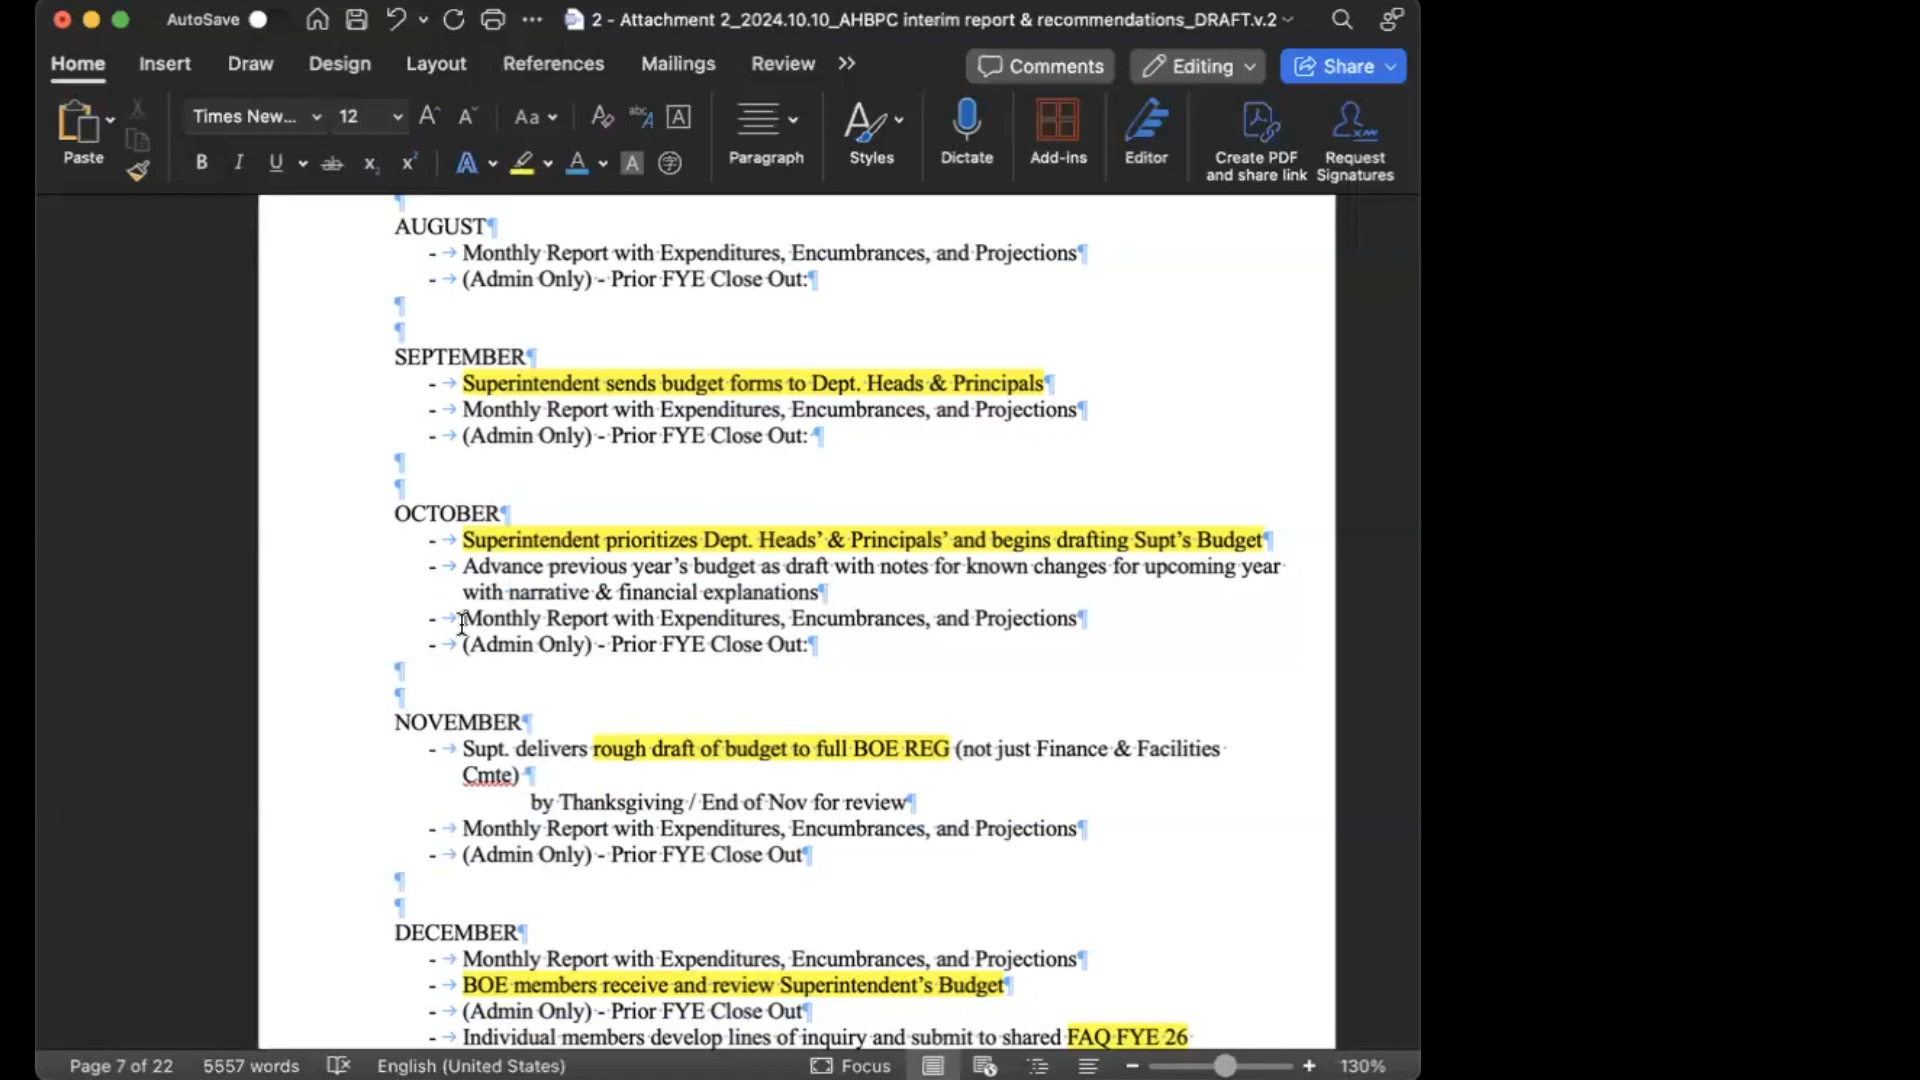 AutoSave
2 - Attachment 2_2024.10.10_AHBPC interim report & recommendations_DRAFT.v.2
Home Insert Draw Design Layout References Mailings Review >> Comments Editing Share
Times New... 12
Paste
Paragraph Styles Dictate Add-ins Editor Create PDF and share link Request Signatures
AUGUST¶
- → Monthly Report with Expenditures, Encumbrances, and Projections¶
- → (Admin Only) - Prior FYE Close Out:¶
¶
¶
SEPTEMBER¶
- → Superintendent sends budget forms to Dept. Heads & Principals¶
- → Monthly Report with Expenditures, Encumbrances, and Projections¶
- → (Admin Only) - Prior FYE Close Out: ¶
¶
¶
OCTOBER¶
- → Superintendent prioritizes Dept. Heads’ & Principals’ and begins drafting Supt’s Budget¶
- → Advance previous year’s budget as draft with notes for known changes for upcoming year
with narrative & financial explanations¶
- → Monthly Report with Expenditures, Encumbrances, and Projections¶
- → (Admin Only) - Prior FYE Close Out:¶
¶
¶
NOVEMBER¶
- → Supt. delivers rough draft of budget to full BOE REG (not just Finance & Facilities
Cmte) ¶
by Thanksgiving / End of Nov for review¶
- → Monthly Report with Expenditures, Encumbrances, and Projections¶
- → (Admin Only) - Prior FYE Close Out¶
¶
¶
DECEMBER¶
- → Monthly Report with Expenditures, Encumbrances, and Projections¶
- → BOE members receive and review Superintendent’s Budget¶
- → (Admin Only) - Prior FYE Close Out¶
- → Individual members develop lines of inquiry and submit to shared FAQ FYE 26
Page 7 of 22 5557 words English (United States) Focus 130%